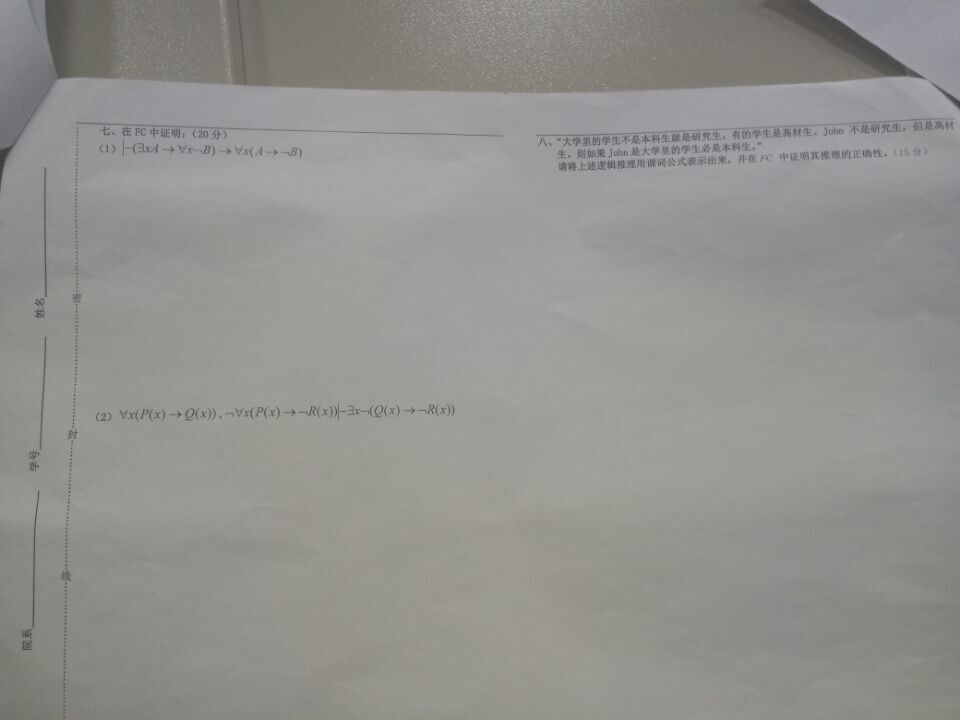 七、在 FC 中证明：（20 分）
（1）├(∃xA→∀x¬B)→∀x(A→¬B)
（2）∀x(P(x)→Q(x)) , ¬∀x(P(x)→¬R(x))├∃x¬(Q(x)→¬R(x))
八、“大学里的学生不是本科生就是研究生。有的学生是高材生。John 不是研究生，但是高材
生。则如果 John 是大学里的学生必是本科生。”
请将上述逻辑推理用谓词公式表示出来，并在 FC 中证明其推理的正确性。（15 分）
姓名
学号
院系
密
封
线